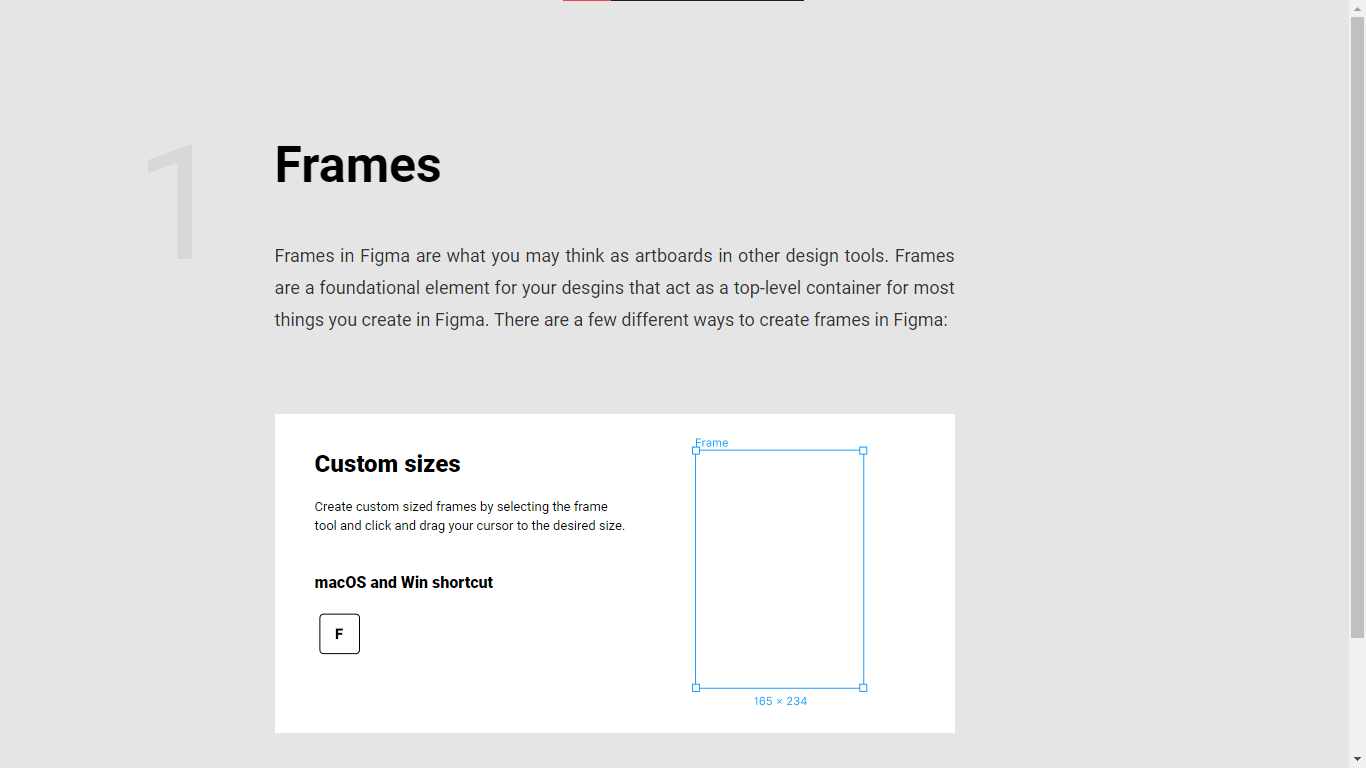 1
Frames
Frames in Figma are what you may think as artboards in other design tools. Frames
are a foundational element for your desgins that act as a top-level container for most
things you create in Figma. There are a few different ways to create frames in Figma:
Custom sizes
Create custom sized frames by selecting the frame
tool and click and drag your cursor to the desired size.
macOS and Win shortcut
F
Frame
165 × 234